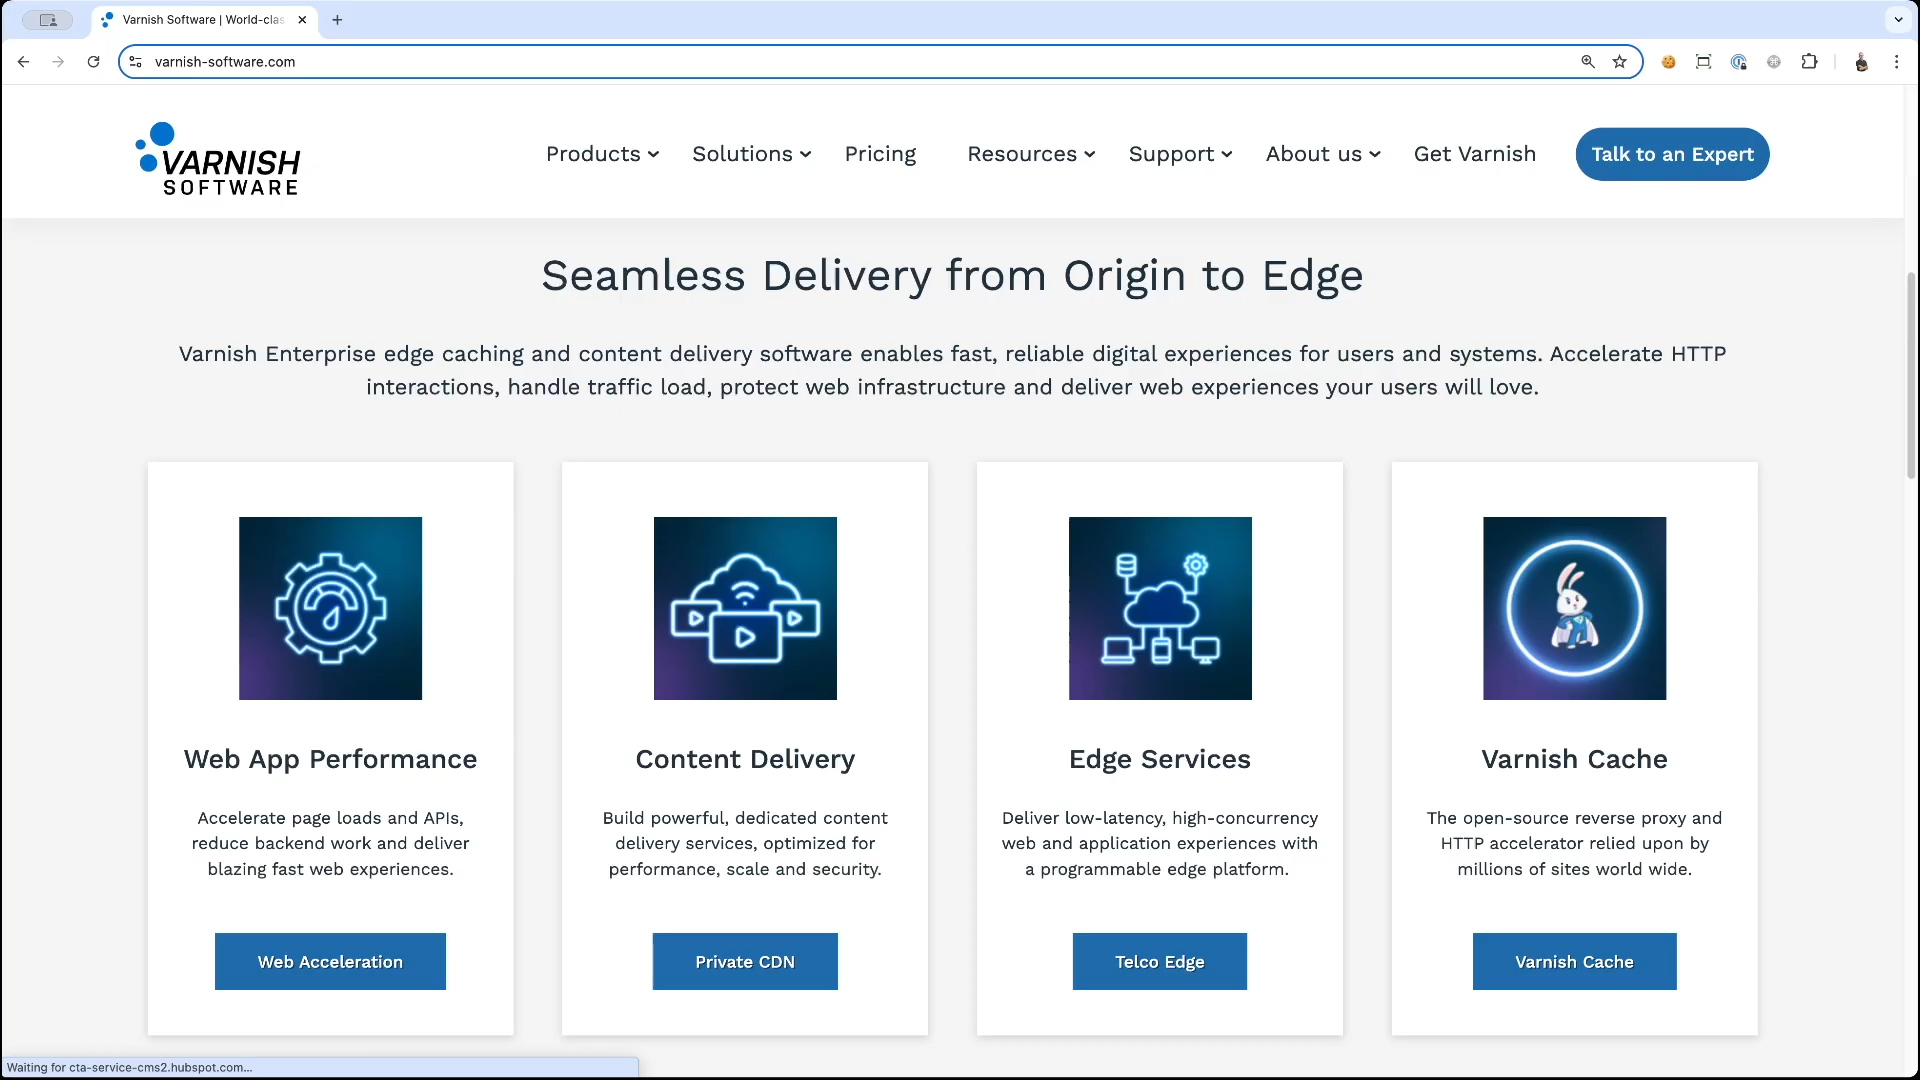 Varnish Software | World-clas
varnish-software.com
VARNISH
SOFTWARE
Products
Solutions
Pricing
Resources
Support
About us
Get Varnish
Talk to an Expert
Seamless Delivery from Origin to Edge
Varnish Enterprise edge caching and content delivery software enables fast, reliable digital experiences for users and systems. Accelerate HTTP
interactions, handle traffic load, protect web infrastructure and deliver web experiences your users will love.
Web App Performance
Accelerate page loads and APIs,
reduce backend work and deliver
blazing fast web experiences.
Web Acceleration
Content Delivery
Build powerful, dedicated content
delivery services, optimized for
performance, scale and security.
Private CDN
Edge Services
Deliver low-latency, high-concurrency
web and application experiences with
a programmable edge platform.
Telco Edge
Varnish Cache
The open-source reverse proxy and
HTTP accelerator relied upon by
millions of sites world wide.
Varnish Cache
Waiting for cta-service-cms2.hubspot.com...